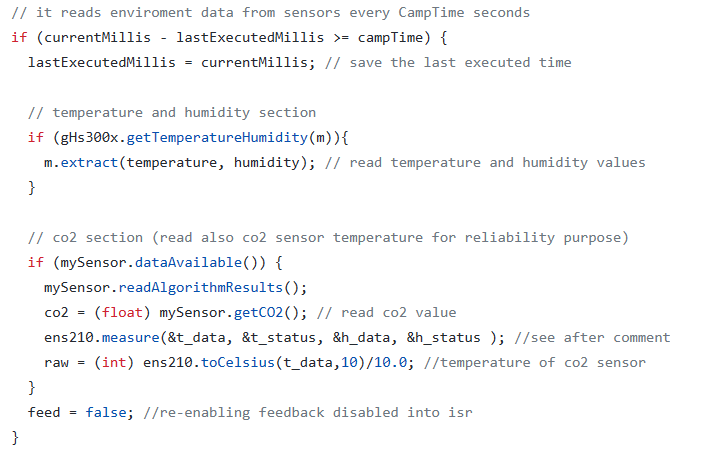 // it reads enviroment data from sensors every CampTime seconds
if (currentMillis - lastExecutedMillis >= campTime) {
  lastExecutedMillis = currentMillis; // save the last executed time

  // temperature and humidity section
  if (gHs300x.getTemperatureHumidity(m)){
    m.extract(temperature, humidity); // read temperature and humidity values
  }

  // co2 section (read also co2 sensor temperature for reliability purpose)
  if (mySensor.dataAvailable()) {
    mySensor.readAlgorithmResults();
    co2 = (float) mySensor.getCO2(); // read co2 value
    ens210.measure(&t_data, &t_status, &h_data, &h_status ); //see after comment
    raw = (int) ens210.toCelsius(t_data,10)/10.0; //temperature of co2 sensor
  }
  feed = false; //re-enabling feedback disabled into isr
}